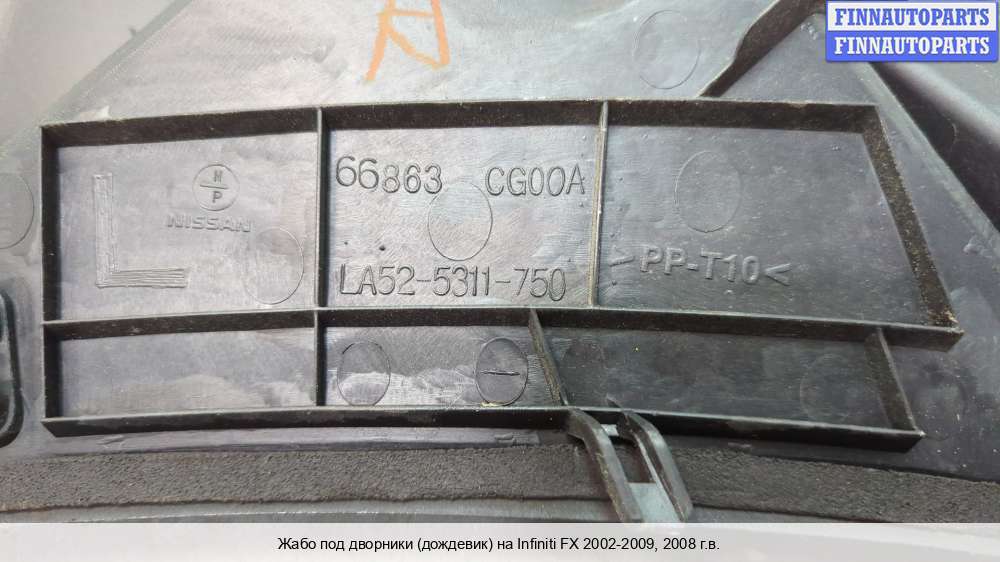 FINNAUTOPARTS
FINNAUTOPARTS
A
66863 CG00A
N
P
NISSAN
L
LA52-5311-750
>PP-T10<
Жабо под дворники (дождевик) на Infiniti FX 2002-2009, 2008 г.в.